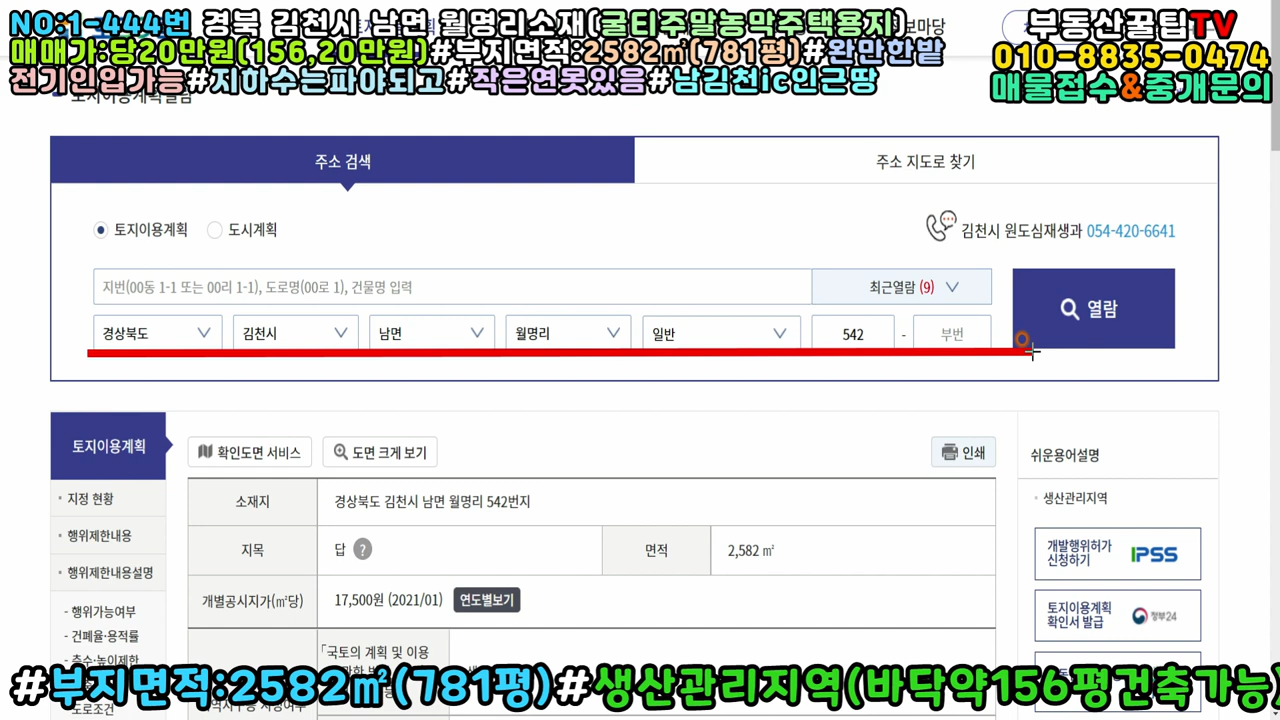 NO:1-444번 경북 김천시 남면 월명리소재(굴티주말농막주택용지)
매매가:당20만원(156,20만원)#부지면적:2582㎡(781평)#완만한밭
전기인입가능#지하수는파야되고#작은연못있음#남김천ic인근땅
부동산꿀팁TV
010-8835-0474
매물접수&중개문의
토지이용계획열람
주소 검색
주소 지도로 찾기
토지이용계획
도시계획
김천시 원도심재생과 054-420-6641
지번(00동 1-1 또는 00리 1-1), 도로명(00로 1), 건물명 입력
최근열람 (9)
열람
경상북도 김천시 남면 월명리 일반 542 - 부번
토지이용계획
확인도면 서비스
도면 크게 보기
인쇄
쉬운용어설명
지정 현황
행위제한내용
행위제한내용설명
- 행위가능여부
- 건폐율·용적률
- 층수·높이제한
도로조건
소재지 경상북도 김천시 남면 월명리 542번지
지목 답 ? 면적 2,582 ㎡
개별공시지가(㎡당) 17,500원 (2021/01) 연도별보기
「국토의 계획 및 이용
생산관리지역
개발행위허가
신청하기
IPSS
토지이용계획
확인서 발급
정부24
#부지면적:2582㎡(781평)#생산관리지역(바닥약156평건축가능)